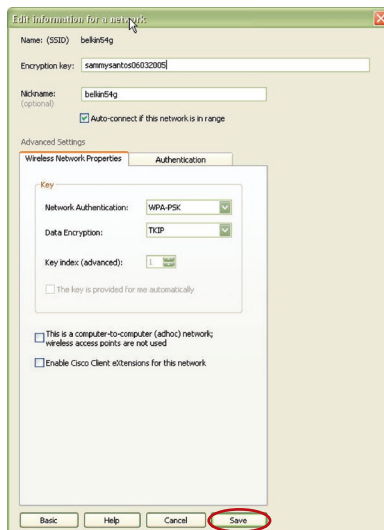 Edit information for a network
Name: (SSID) belkin54g
Encryption key: sammysantos06032005
Nickname: belkin54g
(optional)
Auto-connect if this network is in range
Advanced Settings
Wireless Network Properties Authentication
Key
Network Authentication: WPA-PSK
Data Encryption: TKIP
Key index (advanced): 1
The key is provided for me automatically
This is a computer-to-computer (adhoc) network;
wireless access points are not used
Enable Cisco Client eXtensions for this network
Basic Help Cancel Save